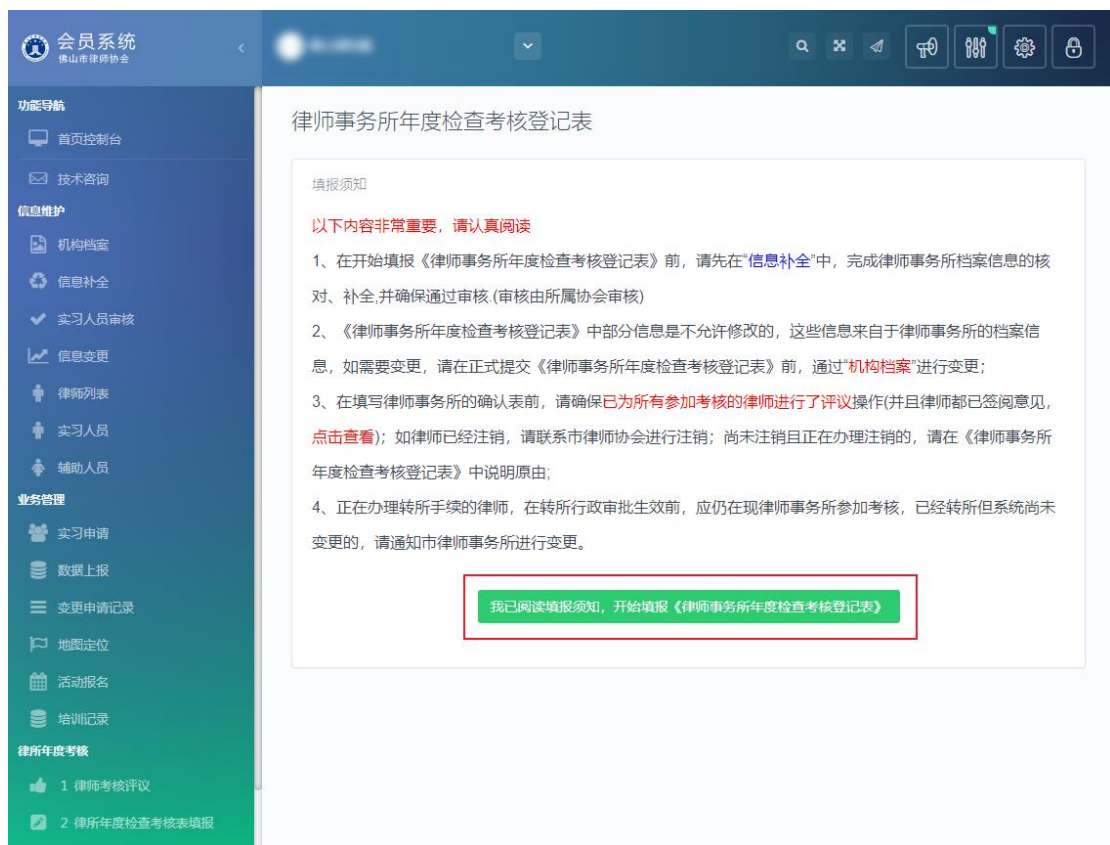 会员系统
佛山市律师协会
功能导航
首页控制台
技术咨询
信息维护
机构档案
信息补全
实习人员审核
信息变更
律师列表
实习人员
辅助人员
业务管理
实习申请
数据上报
变更申请记录
地图定位
活动报名
培训记录
律所年度考核
1 律师考核评议
2 律所年度检查考核表填报
律师事务所年度检查考核登记表
填报须知
以下内容非常重要，请认真阅读
1、在开始填报《律师事务所年度检查考核登记表》前，请先在“信息补全”中，完成律师事务所档案信息的核
对、补全,并确保通过审核.(审核由所属协会审核)
2、《律师事务所年度检查考核登记表》中部分信息是不允许修改的，这些信息来自于律师事务所的档案信
息，如需要变更，请在正式提交《律师事务所年度检查考核登记表》前，通过“机构档案”进行变更；
3、在填写律师事务所的确认表前，请确保已为所有参加考核的律师进行了评议操作(并且律师都已签阅意见，
点击查看)；如律师已经注销，请联系市律师协会进行注销；尚未注销且正在办理注销的，请在《律师事务所
年度检查考核登记表》中说明原由;
4、正在办理转所手续的律师，在转所行政审批生效前，应仍在现律师事务所参加考核，已经转所但系统尚未
变更的，请通知市律师事务所进行变更。
我已阅读填报须知，开始填报《律师事务所年度检查考核登记表》